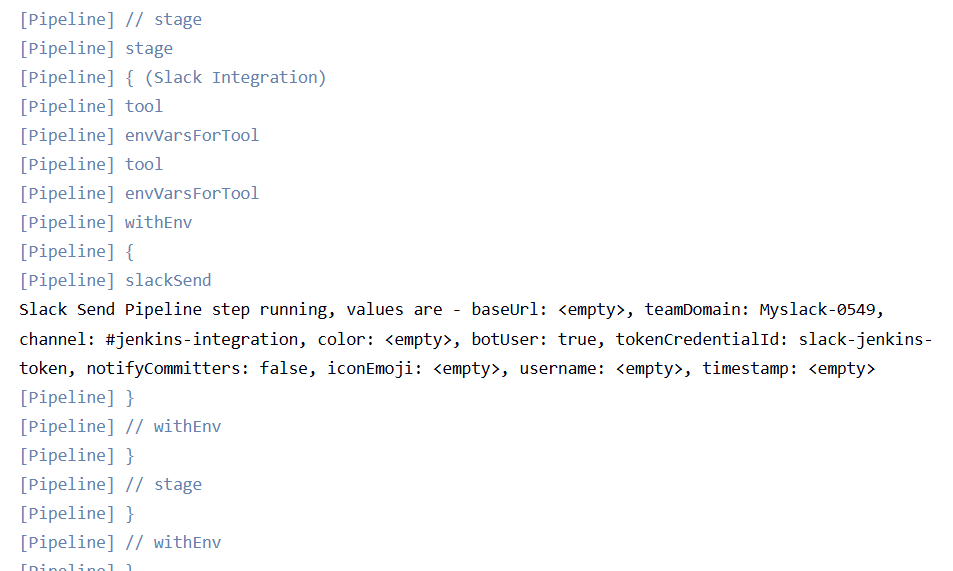 [Pipeline] // stage
[Pipeline] stage
[Pipeline] { (Slack Integration)
[Pipeline] tool
[Pipeline] envVarsForTool
[Pipeline] tool
[Pipeline] envVarsForTool
[Pipeline] withEnv
[Pipeline] {
[Pipeline] slackSend
Slack Send Pipeline step running, values are - baseUrl: <empty>, teamDomain: Myslack-0549,
channel: #jenkins-integration, color: <empty>, botUser: true, tokenCredentialId: slack-jenkins-
token, notifyCommitters: false, iconEmoji: <empty>, username: <empty>, timestamp: <empty>
[Pipeline] }
[Pipeline] // withEnv
[Pipeline] }
[Pipeline] // stage
[Pipeline] }
[Pipeline] // withEnv
[Pipeline] }